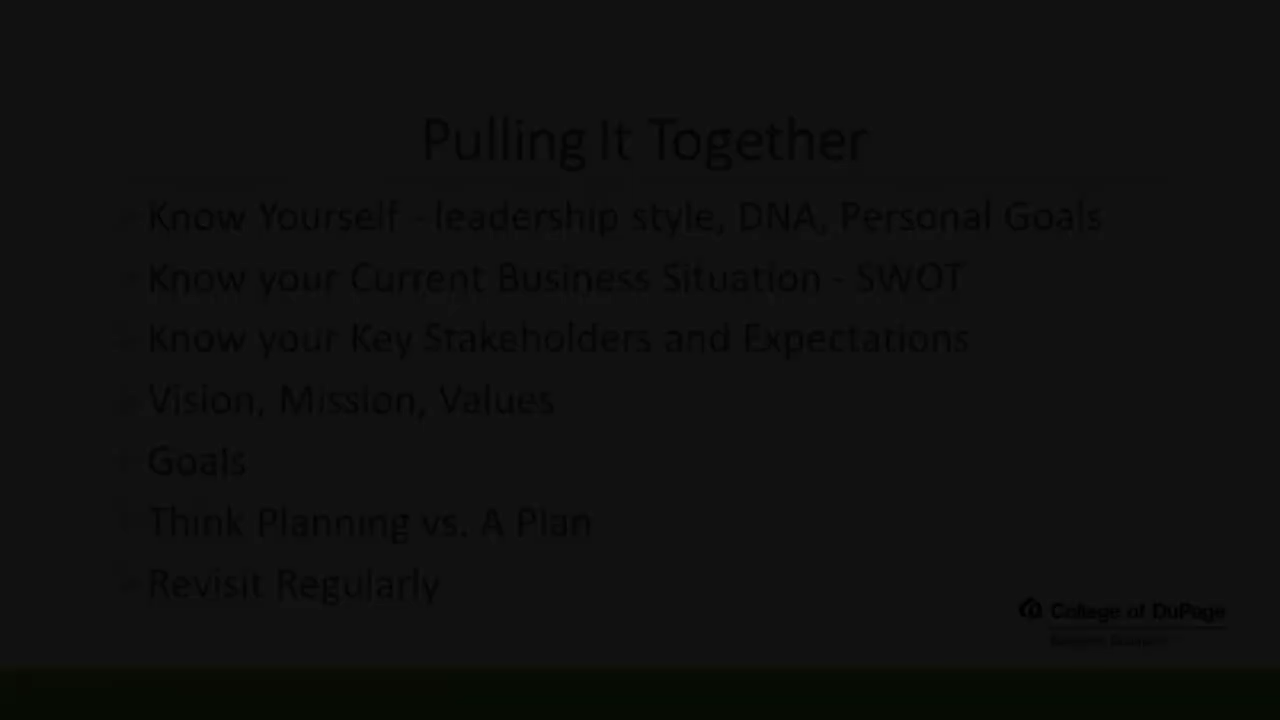 Pulling It Together
Know Yourself - leadership style, DNA, Personal Goals
Know your Current Business Situation - SWOT
Know your Key Stakeholders and Expectations
Vision, Mission, Values
Goals
Think Planning vs. A Plan
Revisit Regularly
College of DuPage